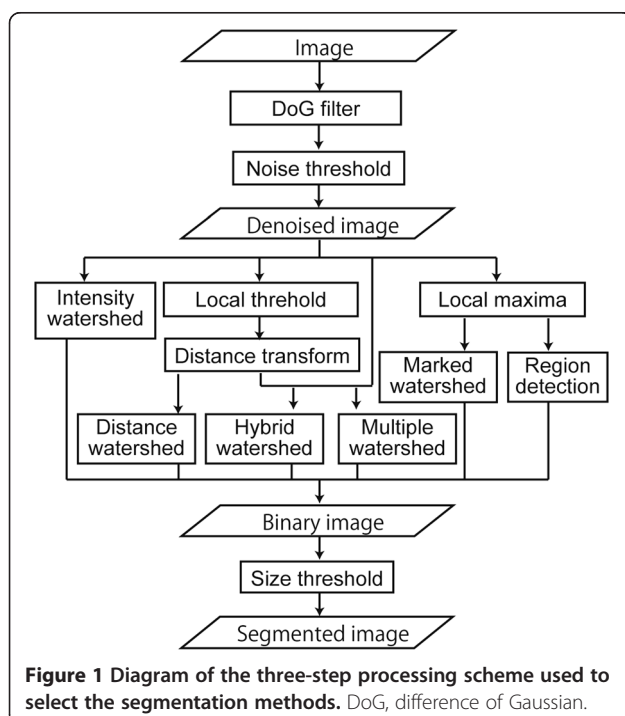 Image
DoG filter
Noise threshold
Denoised image
Intensity
watershed
Local threhold
Local maxima
Distance transform
Marked
watershed
Region
detection
Distance
watershed
Hybrid
watershed
Multiple
watershed
Binary image
Size threshold
Segmented image
Figure 1 Diagram of the three-step processing scheme used to
select the segmentation methods. DoG, difference of Gaussian.